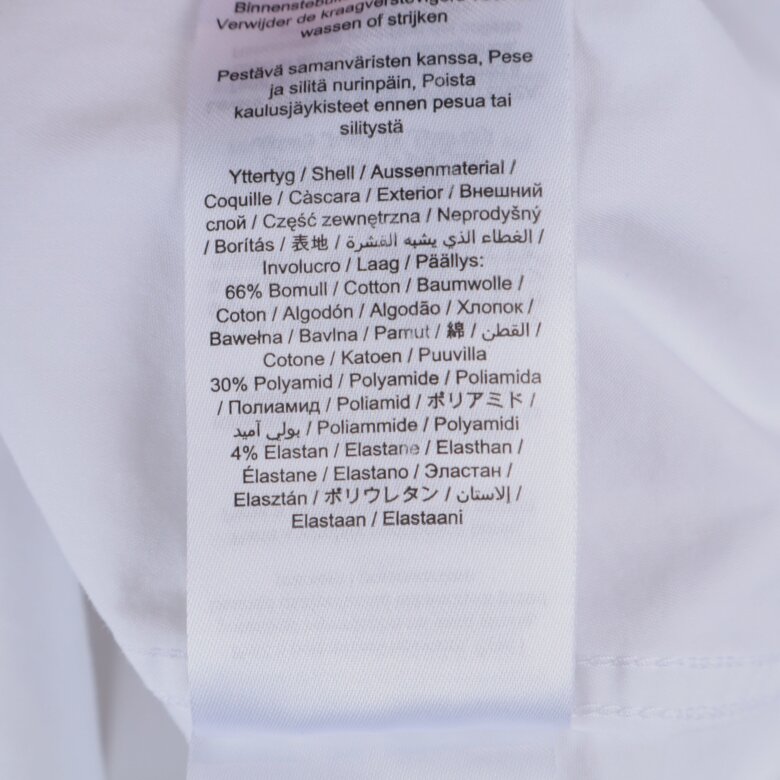 Verwijder de kraagverstevigers
wassen of strijken
Pestävä samanväristen kanssa, Pese
ja silitä nurinpäin, Poista
kaulusjäykisteet ennen pesua tai
silitystä
Yttertyg / Shell / Aussenmaterial /
Coquille / Càscara / Exterior / Внешний
слой / Część zewnętrzna / Neprodyšný
/ Borítás / 表地 / الغطاء الذي يشبه القشرة /
Involucro / Laag / Päällys:
66% Bomull / Cotton / Baumwolle /
Coton / Algodón / Algodão / Хлопок /
Bawełna / Bavlna / Pamut / 綿 / القطن /
Cotone / Katoen / Puuvilla
30% Polyamid / Polyamide / Poliamida
/ Полиамид / Poliamid / ポリアミド /
بولي آميد / Poliammide / Polyamidi
4% Elastan / Elastane / Elasthan /
Élastane / Elastano / Эластан /
Elasztán / ポリウレタン / إلاستان /
Elastaan / Elastaani